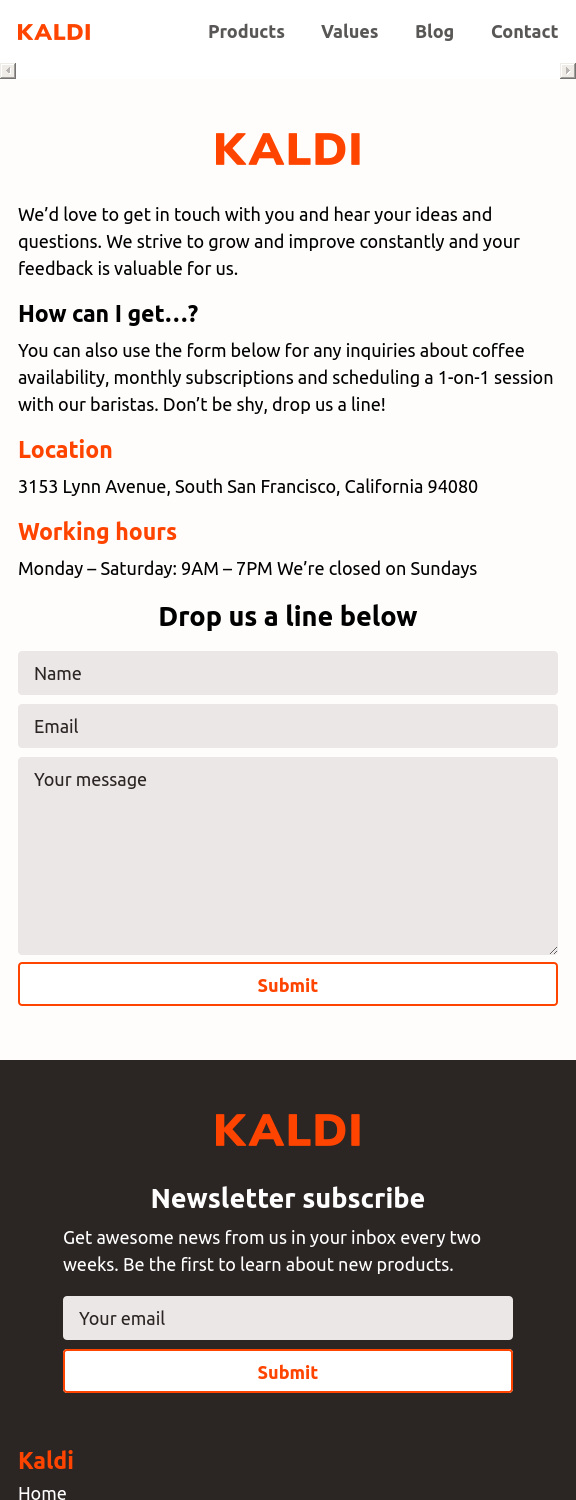 KALDI
Products
Values
Blog
Contact
KALDI
We’d love to get in touch with you and hear your ideas and
questions. We strive to grow and improve constantly and your
feedback is valuable for us.
How can I get…?
You can also use the form below for any inquiries about coffee
availability, monthly subscriptions and scheduling a 1-on-1 session
with our baristas. Don’t be shy, drop us a line!
Location
3153 Lynn Avenue, South San Francisco, California 94080
Working hours
Monday – Saturday: 9AM – 7PM We’re closed on Sundays
Drop us a line below
Name
Email
Your message
Submit
KALDI
Newsletter subscribe
Get awesome news from us in your inbox every two
weeks. Be the first to learn about new products.
Your email
Submit
Kaldi
Home